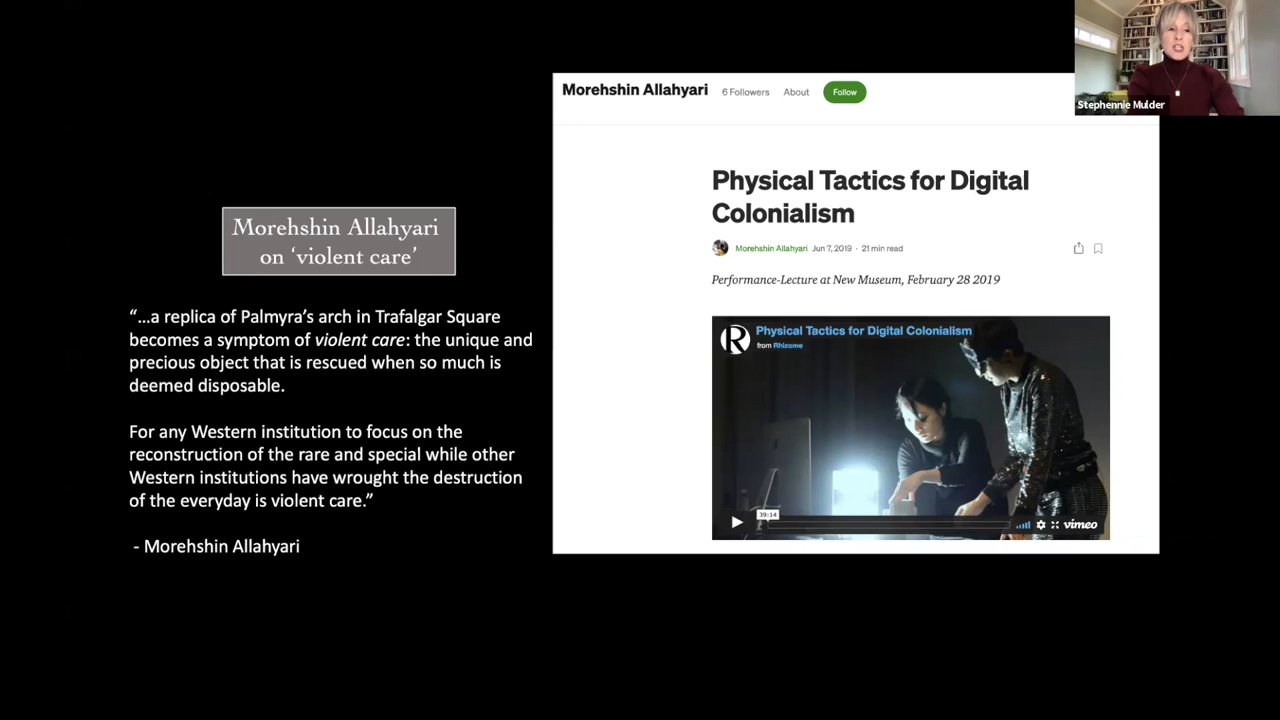 Stephennie Mulder
Morehshin Allahyari 6 Followers About Follow
Physical Tactics for Digital
Colonialism
Morehshin Allahyari Jun 7, 2019 · 21 min read
Performance-Lecture at New Museum, February 28 2019
R Physical Tactics for Digital Colonialism
from Rhizome
39:14
vimeo
Morehshin Allahyari
on ‘violent care’
“…a replica of Palmyra’s arch in Trafalgar Square
becomes a symptom of violent care: the unique and
precious object that is rescued when so much is
deemed disposable.
For any Western institution to focus on the
reconstruction of the rare and special while other
Western institutions have wrought the destruction
of the everyday is violent care.”
- Morehshin Allahyari